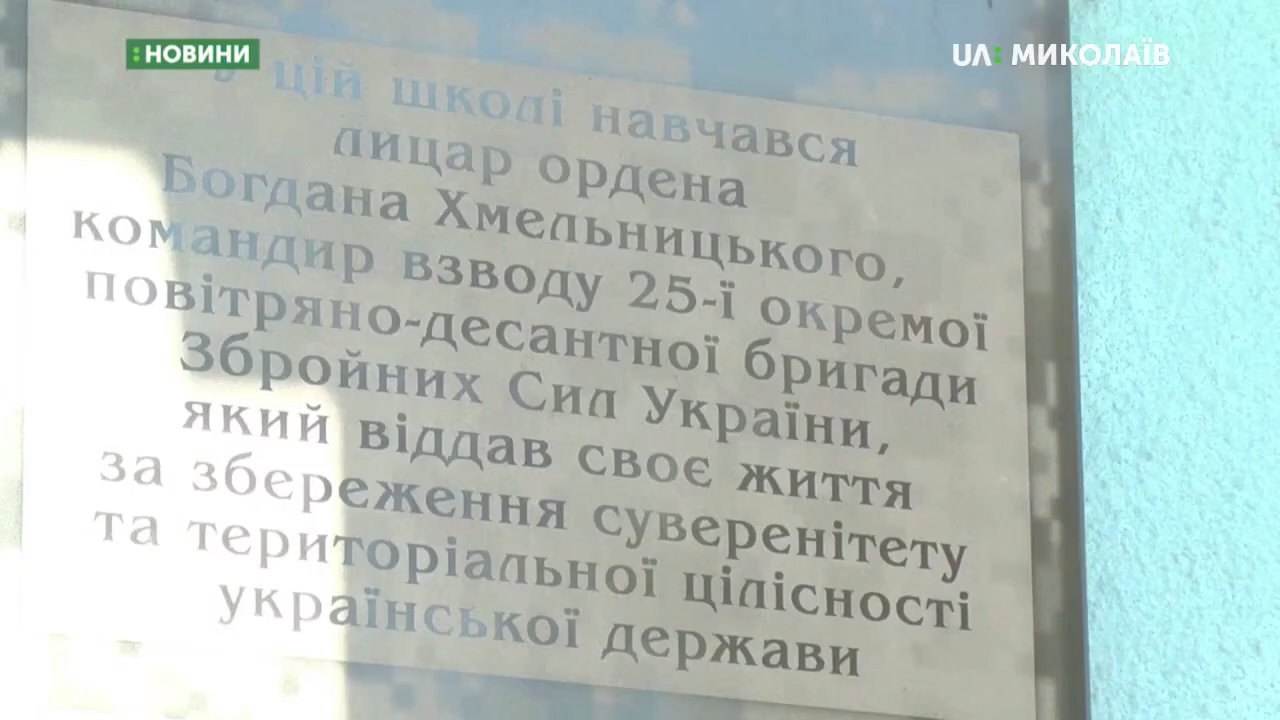 :НОВИНИ
UA: МИКОЛАЇВ
У цій школі навчався
лицар ордена
Богдана Хмельницького,
командир взводу 25-ї окремої
повітряно-десантної бригади
Збройних Сил України,
який віддав своє життя
за збереження суверенітету
та територіальної цілісності
української держави